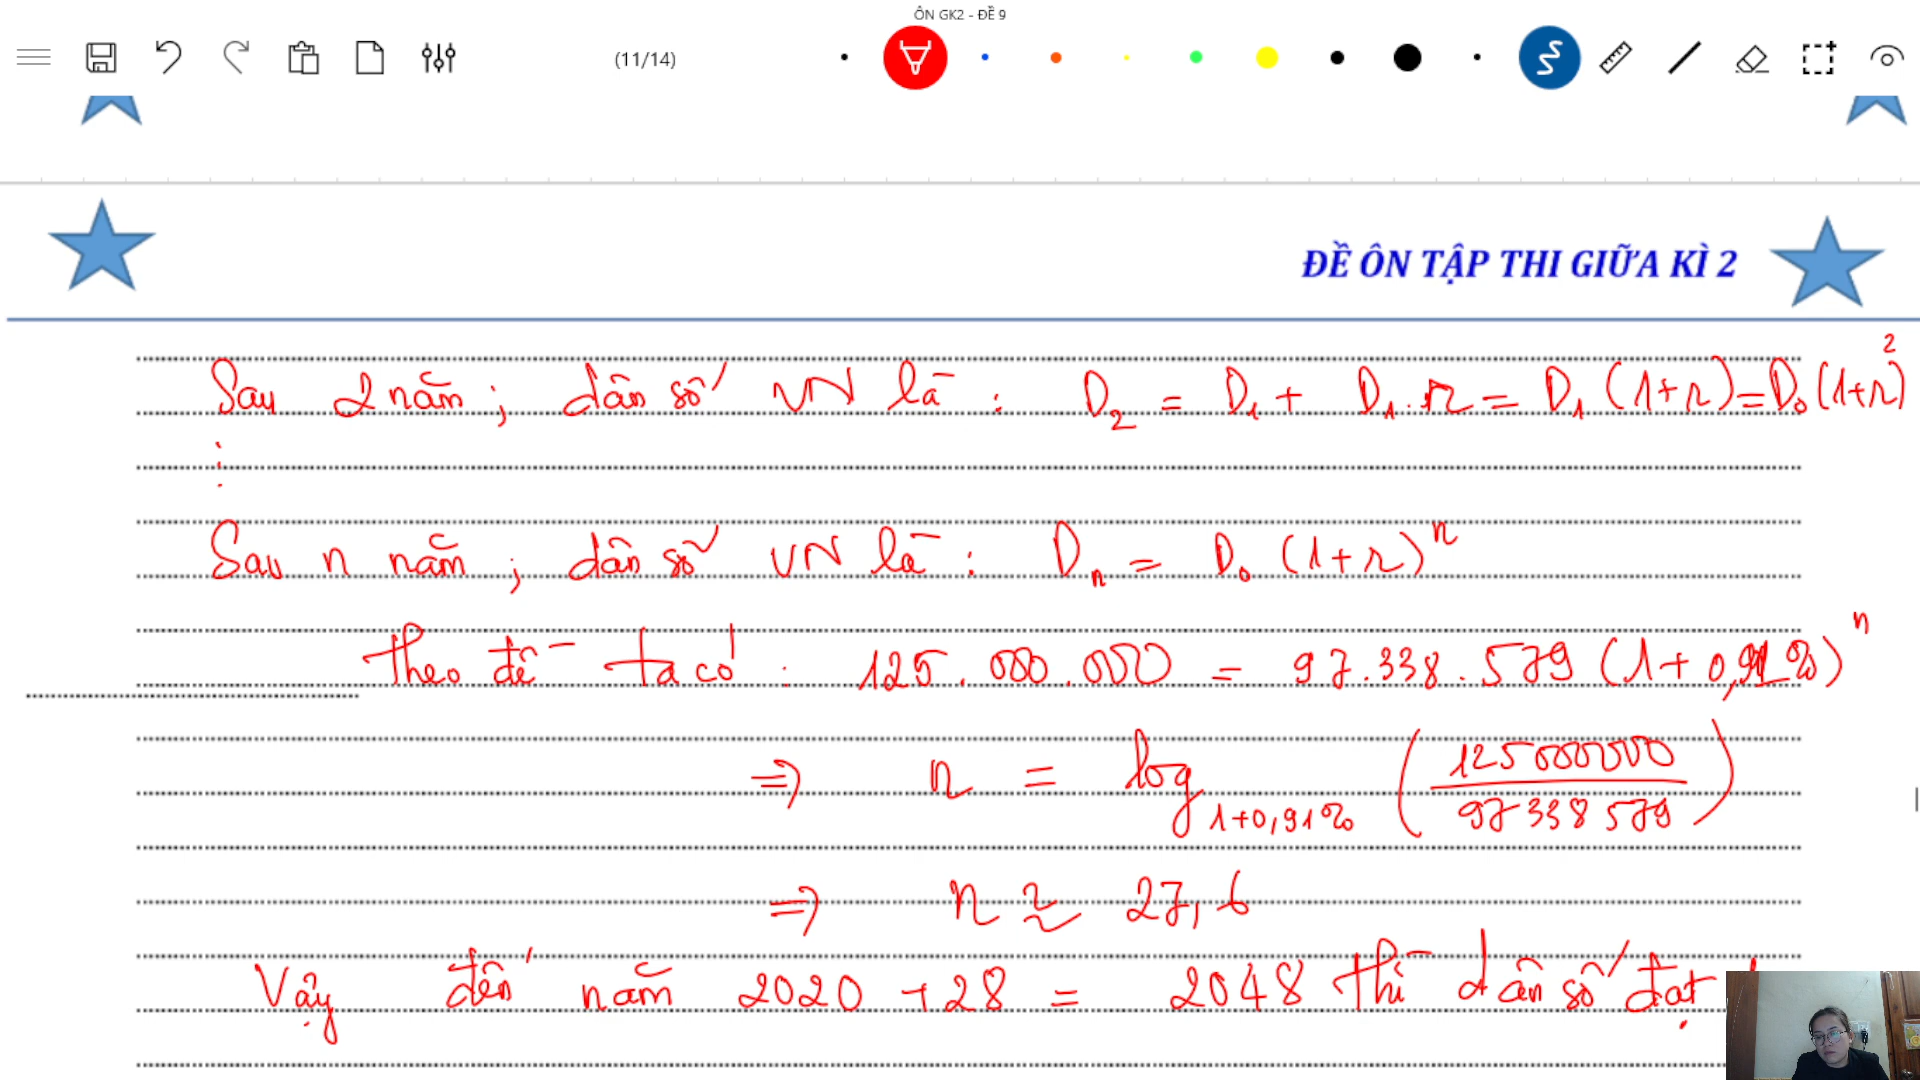 ÔN GK2 - ĐỀ 9
(11/14)
ĐỀ ÔN TẬP THI GIỮA KÌ 2
Sau 2 năm ; dân số VN là : D₂ = D₁ + D₁.r = D₁(1+r) = D₀(1+r)²
⋮
Sau n năm ; dân số VN là : Dₙ = D₀(1+r)ⁿ
Theo đề ta có : 125.000.000 = 97.338.579 (1+0,91%)ⁿ
=> n = log₁₊₀,₉₁% (125000000 / 97338579)
=> n ≈ 27,6
Vậy đến năm 2020 + 28 = 2048 thì dân số đạt